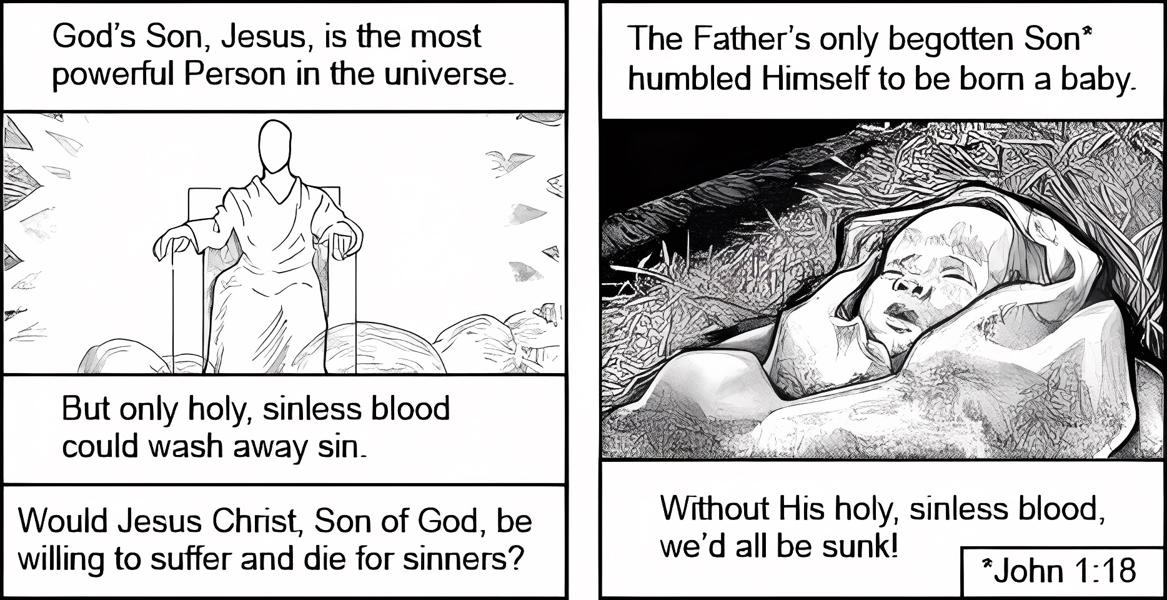 God's Son, Jesus, is the most
powerful Person in the universe.
But only holy, sinless blood
could wash away sin.
Would Jesus Christ, Son of God, be
willing to suffer and die for sinners?
The Father's only begotten Son*
humbled Himself to be born a baby.
Without His holy, sinless blood,
we'd all be sunk!
*John 1:18